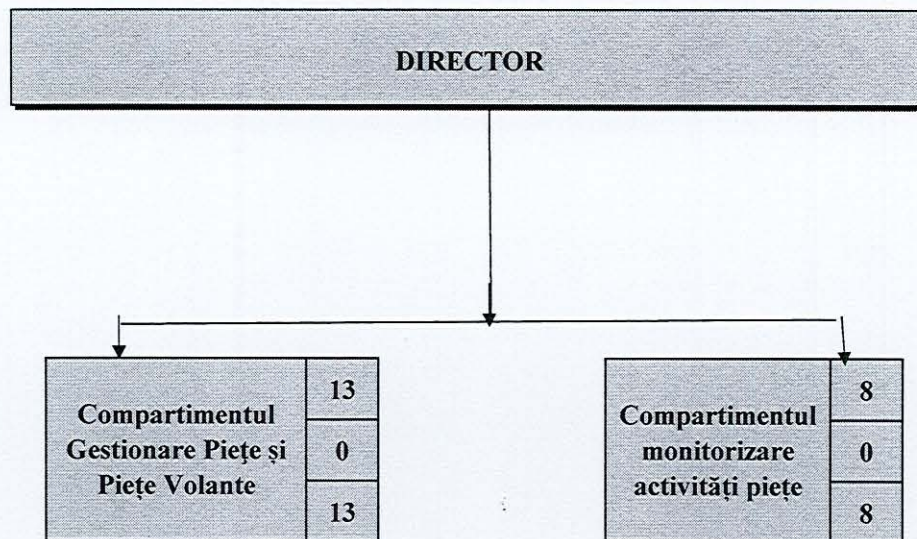 DIRECTOR
Compartimentul
Gestionare Piețe și
Piețe Volante
13
0
13
Compartimentul
monitorizare
activități piețe
8
0
8